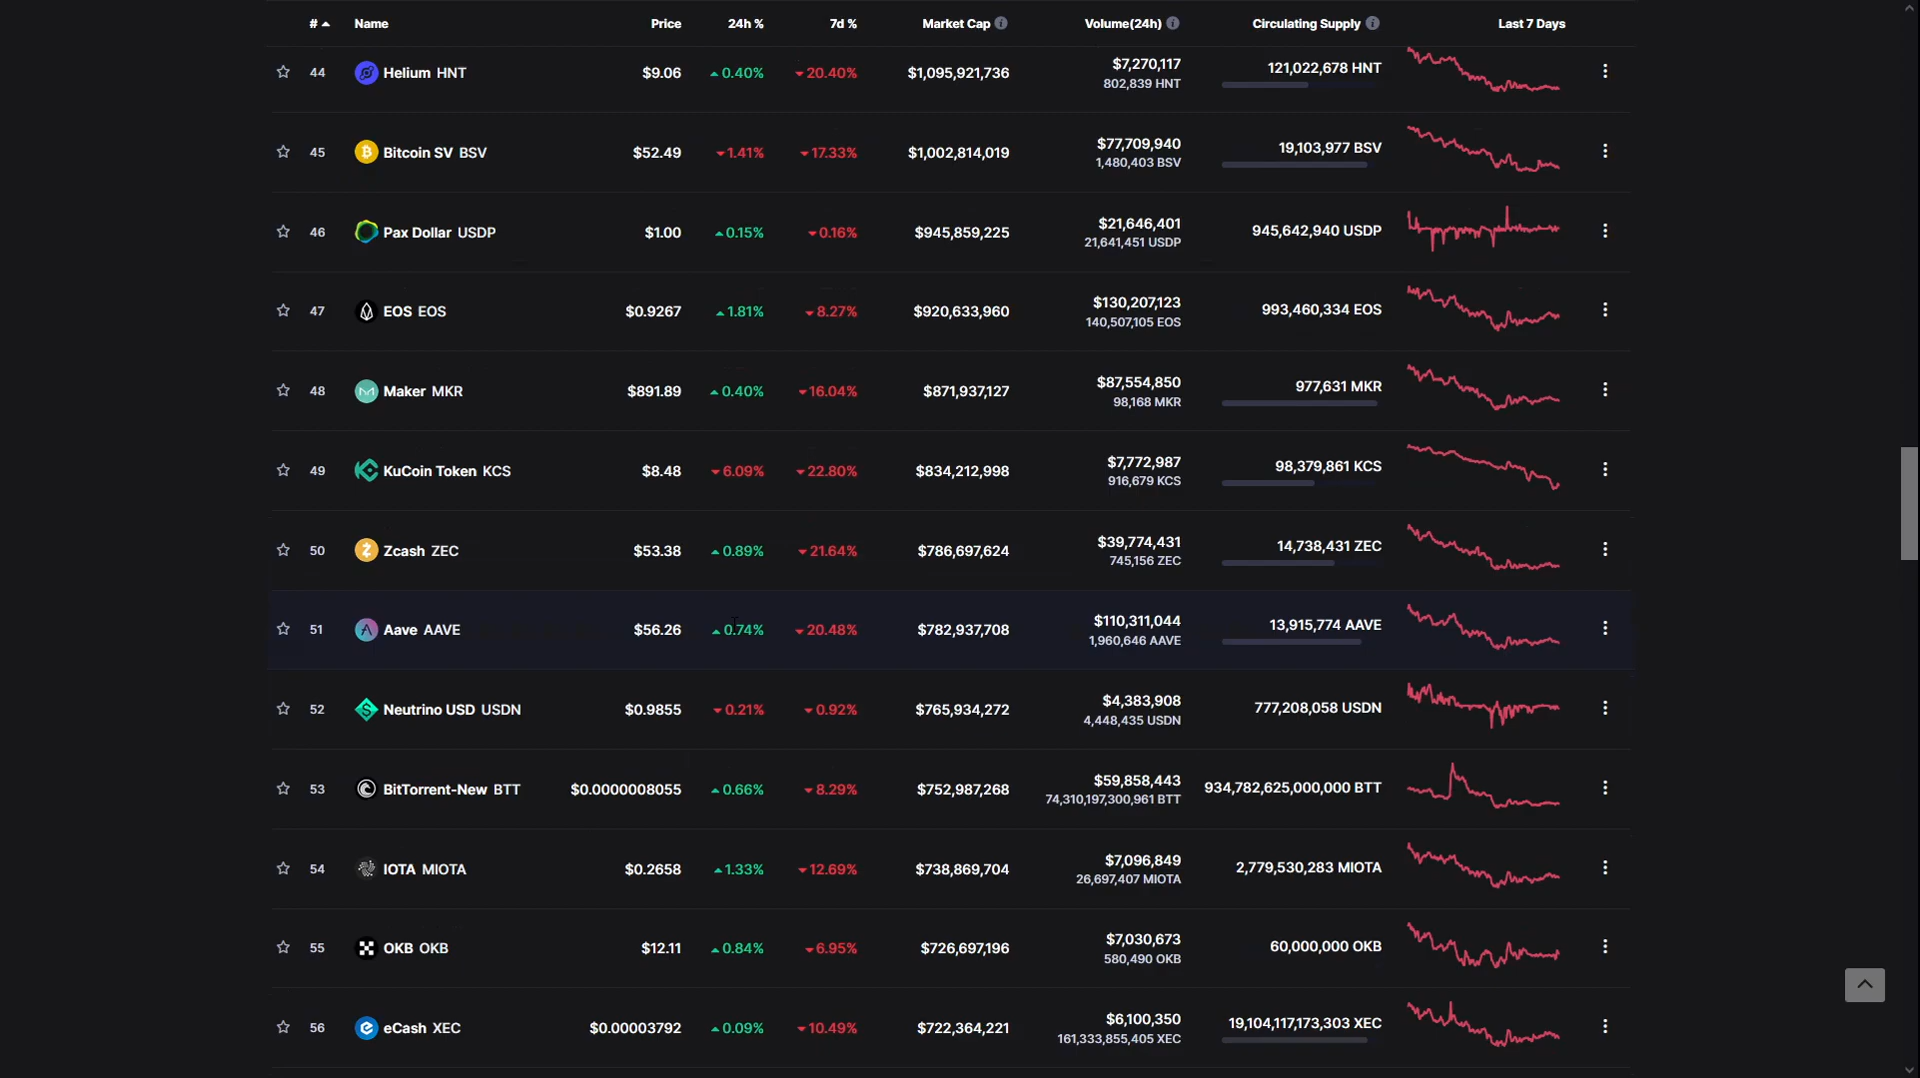 # Name Price 24h % 7d % Market Cap Volume(24h) Circulating Supply Last 7 Days
44 Helium HNT $9.06 0.40% 20.40% $1,095,921,736 $7,270,117 121,022,678 HNT
802,839 HNT
45 Bitcoin SV BSV $52.49 1.41% 17.33% $1,002,814,019 $77,709,940 19,103,977 BSV
1,480,403 BSV
46 Pax Dollar USDP $1.00 0.15% 0.16% $945,859,225 $21,646,401 945,642,940 USDP
21,641,451 USDP
47 EOS EOS $0.9267 1.81% 8.27% $920,633,960 $130,207,123 993,460,334 EOS
140,507,105 EOS
48 Maker MKR $891.89 0.40% 16.04% $871,937,127 $87,554,850 977,631 MKR
98,168 MKR
49 KuCoin Token KCS $8.48 6.09% 22.80% $834,212,998 $7,772,987 98,379,861 KCS
916,679 KCS
50 Zcash ZEC $53.38 0.89% 21.64% $786,697,624 $39,774,431 14,738,431 ZEC
745,156 ZEC
51 Aave AAVE $56.26 0.74% 20.48% $782,937,708 $110,311,044 13,915,774 AAVE
1,960,646 AAVE
52 Neutrino USD USDN $0.9855 0.21% 0.92% $765,934,272 $4,383,908 777,208,058 USDN
4,448,435 USDN
53 BitTorrent-New BTT $0.0000008055 0.66% 8.29% $752,987,268 $59,858,443 934,782,625,000,000 BTT
74,310,197,300,961 BTT
54 IOTA MIOTA $0.2658 1.33% 12.69% $738,869,704 $7,096,849 2,779,530,283 MIOTA
26,697,407 MIOTA
55 OKB OKB $12.11 0.84% 6.95% $726,697,196 $7,030,673 60,000,000 OKB
580,490 OKB
56 eCash XEC $0.00003792 0.09% 10.49% $722,364,221 $6,100,350 19,104,117,173,303 XEC
161,333,855,405 XEC